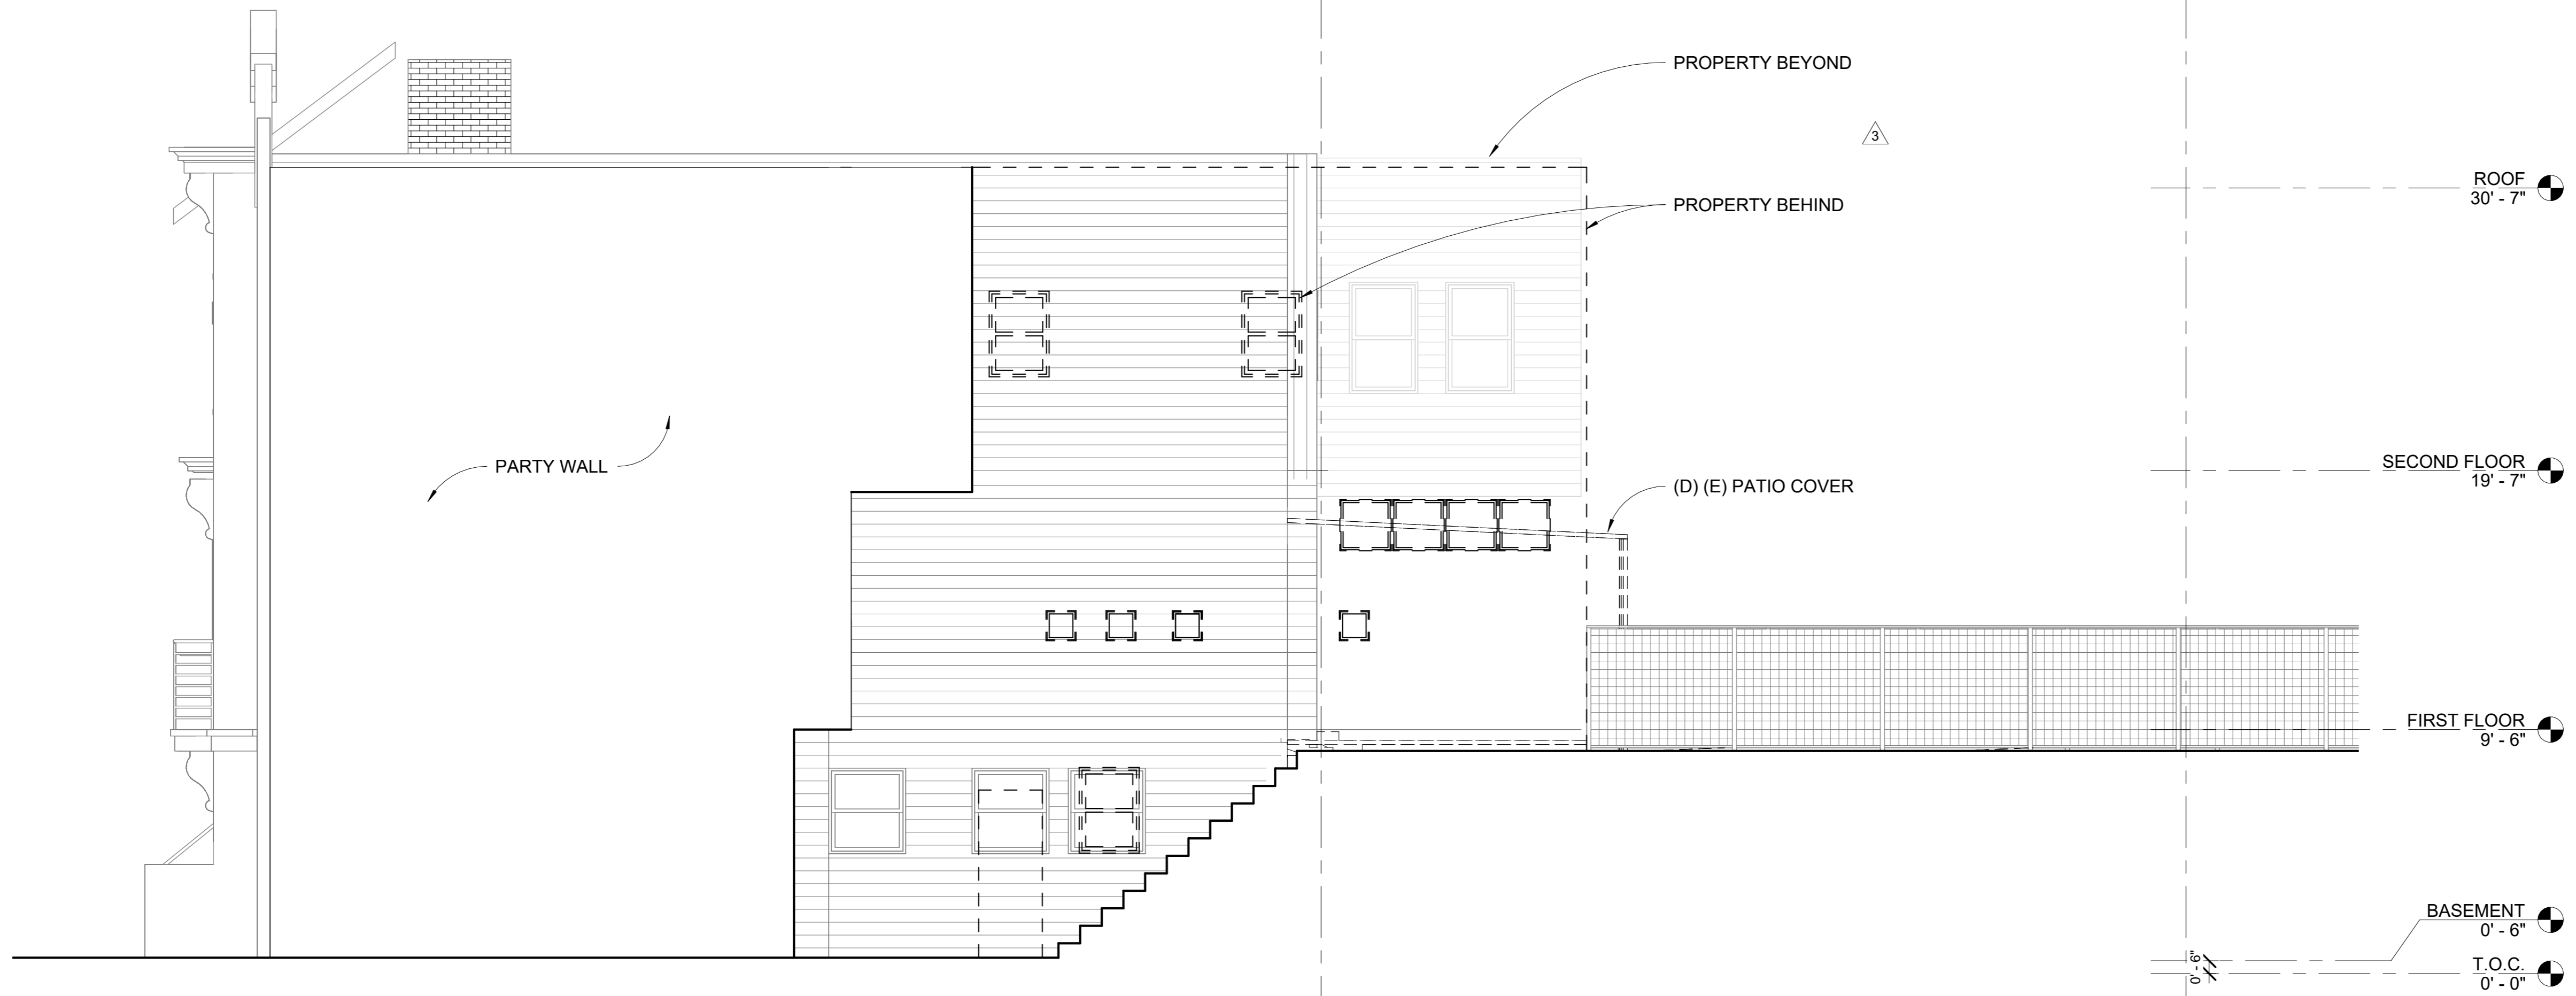 PROPERTY BEYOND
3
ROOF
30' - 7"
PROPERTY BEHIND
PARTY WALL
SECOND FLOOR
19' - 7"
(D) (E) PATIO COVER
FIRST FLOOR
9' - 6"
BASEMENT
0' - 6"
0' - 6"
T.O.C.
0' - 0"